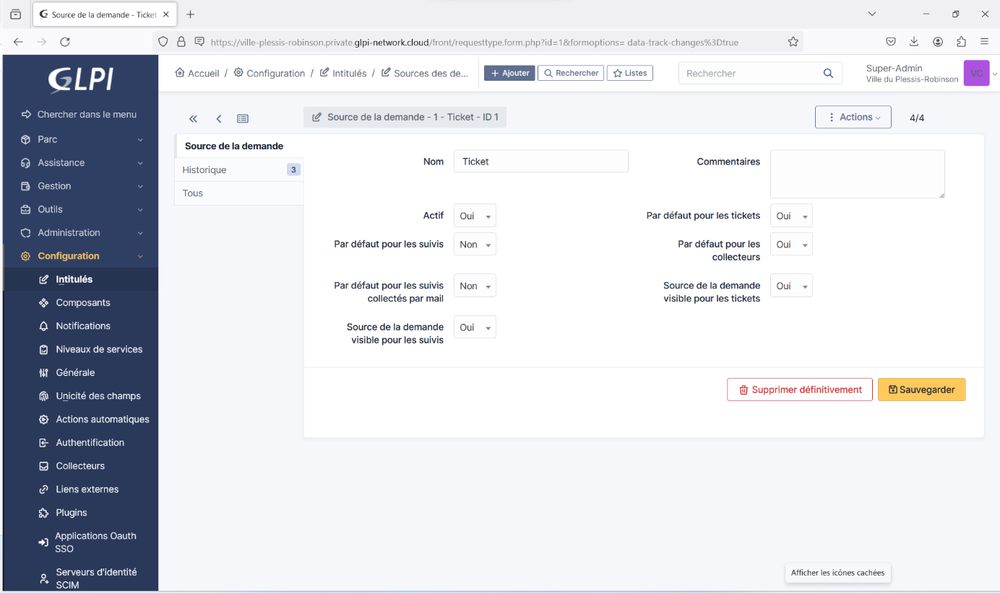 Source de la demande - Ticket
https://ville-plessis-robinson.private.glpi-network.cloud/front/requesttype.form.php?id=1&formoptions= data-track-changes%3Dtrue
GLPI
Chercher dans le menu
Parc
Assistance
Gestion
Outils
Administration
Configuration
Intitulés
Composants
Notifications
Niveaux de services
Générale
Unicité des champs
Actions automatiques
Authentification
Collecteurs
Liens externes
Plugins
Applications Oauth
SSO
Serveurs d'identité
SCIM
Accueil / Configuration / Intitulés / Sources des de...
+ Ajouter
Rechercher
Listes
Rechercher
Super-Admin
Ville du Plessis-Robinson
VC
Source de la demande - 1 - Ticket - ID 1
Actions
4/4
Source de la demande
Historique 3
Tous
Nom Ticket
Commentaires
Actif Oui
Par défaut pour les tickets Oui
Par défaut pour les suivis Non
Par défaut pour les
collecteurs
Oui
Par défaut pour les suivis
collectés par mail
Non
Source de la demande
visible pour les tickets
Oui
Source de la demande
visible pour les suivis
Oui
Supprimer définitivement
Sauvegarder
Afficher les icônes cachées